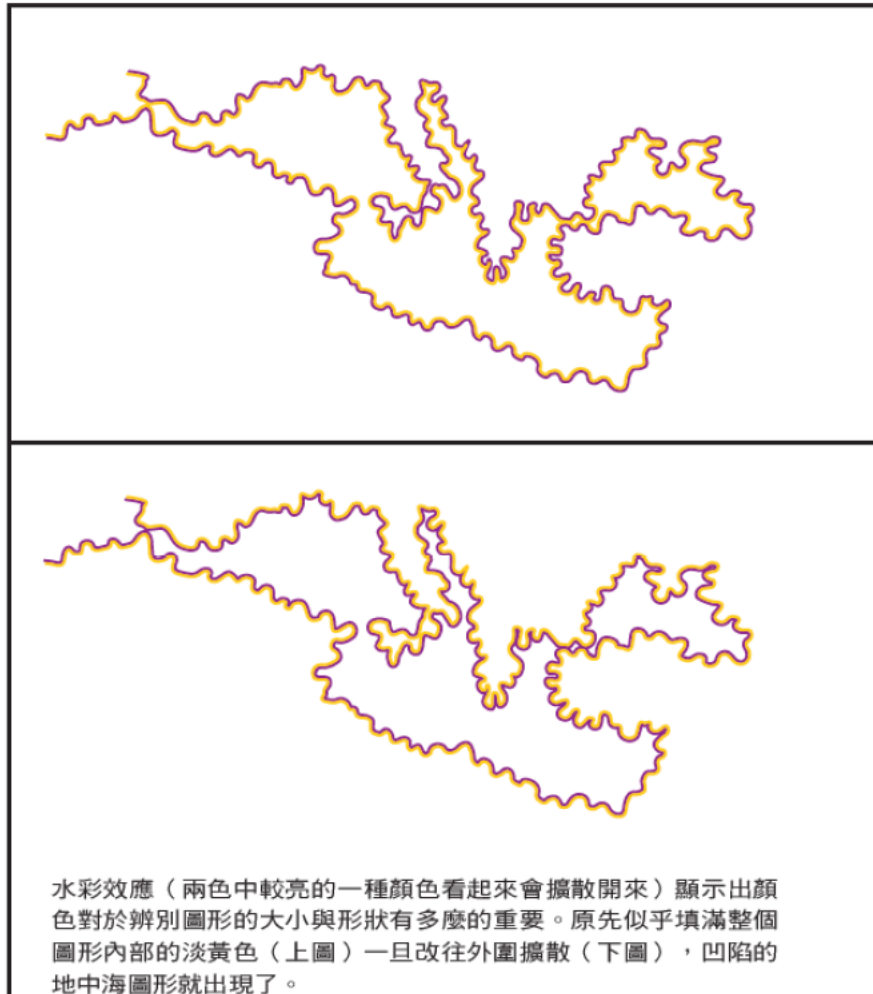 水彩效應（兩色中較亮的一種顏色看起來會擴散開來）顯示出顏
色對於辨別圖形的大小與形狀有多麼的重要。原先似乎填滿整個
圖形內部的淡黃色（上圖）一旦改往外圍擴散（下圖），凹陷的
地中海圖形就出現了。